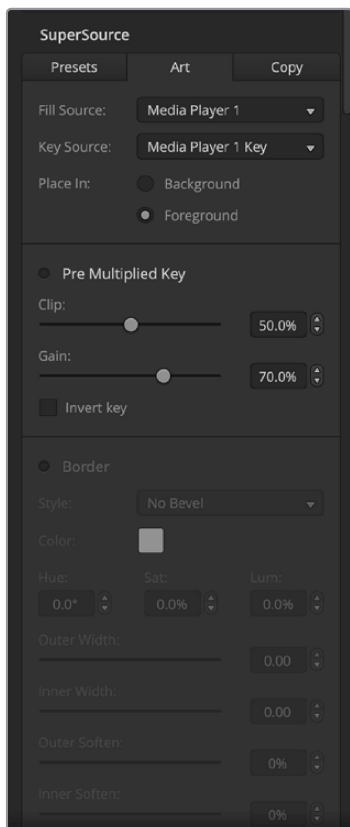 SuperSource
Presets Art Copy
Fill Source: Media Player 1
Key Source: Media Player 1 Key
Place In: Background
Foreground
Pre Multiplied Key
Clip:
50.0%
Gain:
70.0%
Invert key
Border
Style: No Bevel
Color:
Hue: Sat: Lum:
0.0° 0.0% 0.0%
Outer Width:
0.00
Inner Width:
0.00
Outer Soften:
0%
Inner Soften:
0%